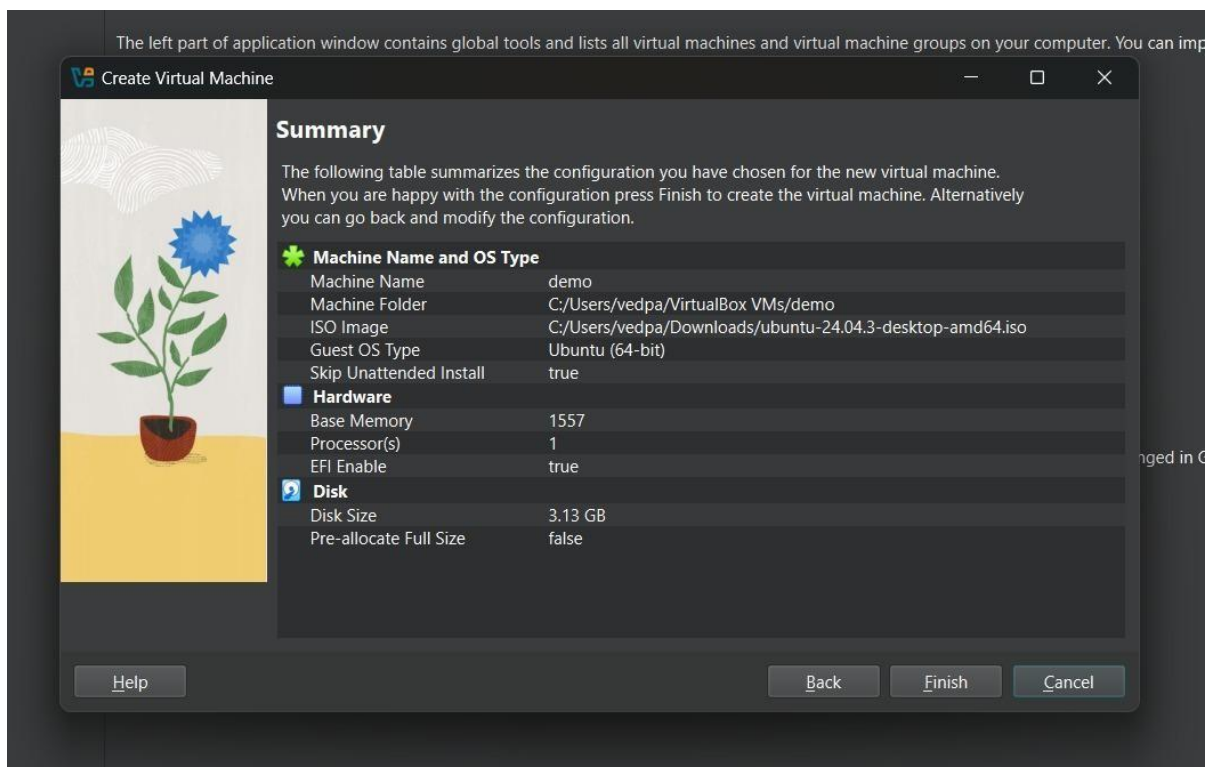 The left part of application window contains global tools and lists all virtual machines and virtual machine groups on your computer. You can imp
Create Virtual Machine
Summary
The following table summarizes the configuration you have chosen for the new virtual machine.
When you are happy with the configuration press Finish to create the virtual machine. Alternatively
you can go back and modify the configuration.
Machine Name and OS Type
Machine Name demo
Machine Folder C:/Users/vedpa/VirtualBox VMs/demo
ISO Image C:/Users/vedpa/Downloads/ubuntu-24.04.3-desktop-amd64.iso
Guest OS Type Ubuntu (64-bit)
Skip Unattended Install true
Hardware
Base Memory 1557
Processor(s) 1
EFI Enable true
nged in G
Disk
Disk Size 3.13 GB
Pre-allocate Full Size false
Help Back Finish Cancel